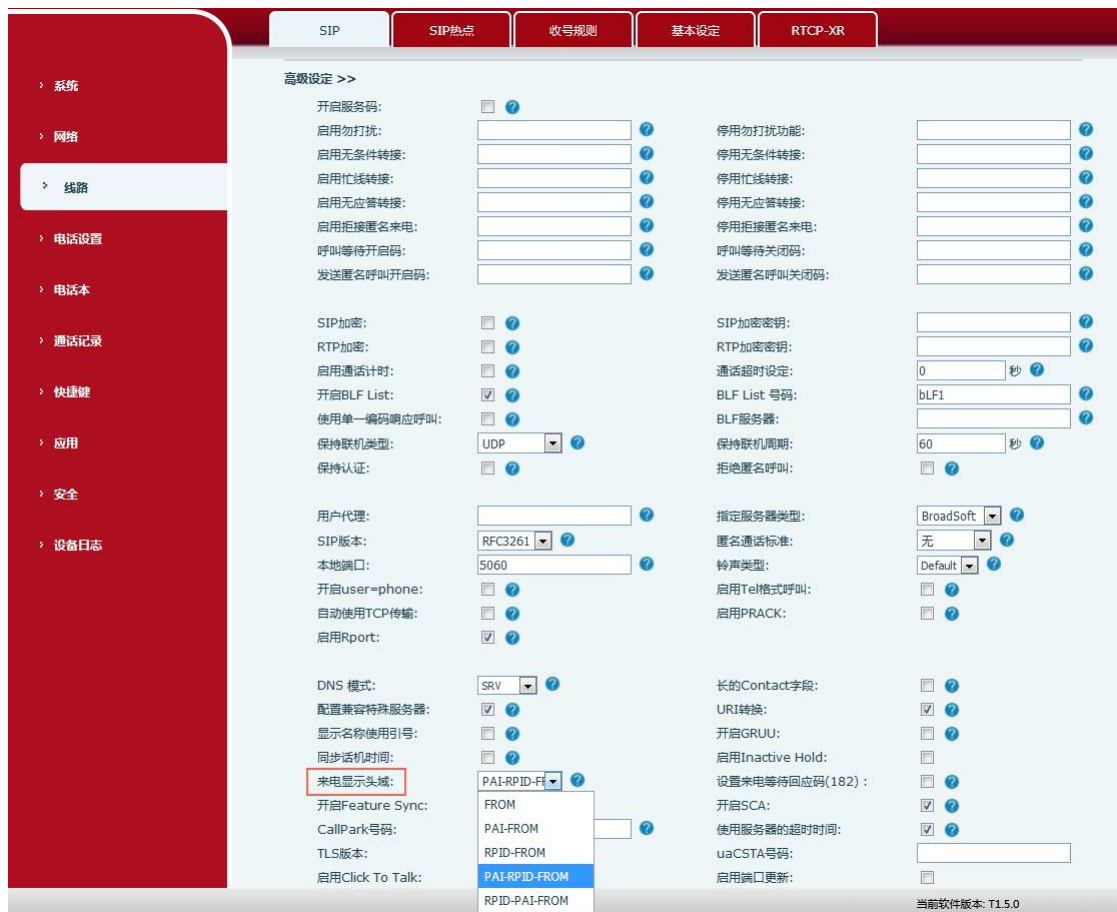 SIP SIP热点 收号规则 基本设定 RTCP-XR
系统
网络
线路
电话设置
电话本
通话记录
快捷键
应用
安全
设备日志
高级设定 >>
开启服务码:
启用勿打扰: 停用勿打扰功能:
启用无条件转接: 停用无条件转接:
启用忙线转接: 停用忙线转接:
启用无应答转接: 停用无应答转接:
启用拒接匿名来电: 停用拒接匿名来电:
呼叫等待开启码: 呼叫等待关闭码:
发送匿名呼叫开启码: 发送匿名呼叫关闭码:
SIP加密: SIP加密密钥:
RTP加密: RTP加密密钥:
启用通话计时: 通话超时设定: 0 秒
开启BLF List: BLF List 号码: bLF1
使用单一编码响应呼叫: BLF服务器:
保持联机类型: UDP 保持联机周期: 60 秒
保持认证: 拒绝匿名呼叫:
用户代理: 指定服务器类型: BroadSoft
SIP版本: RFC3261 匿名通话标准: 无
本地端口: 5060 铃声类型: Default
开启user=phone: 启用Tel格式呼叫:
自动使用TCP传输: 启用PRACK:
启用Rport:
DNS 模式: SRV 长的Contact字段:
配置兼容特殊服务器: URI转换:
显示名称使用引号: 开启GRUU:
同步话机时间: 启用Inactive Hold:
来电显示头域: PAI-RPID-FR 设置来电等待回应码(182) :
开启Feature Sync: FROM 开启SCA:
CallPark号码: PAI-FROM 使用服务器的超时时间:
TLS版本: RPID-FROM uaCSTA号码:
启用Click To Talk: PAI-RPID-FROM 启用端口更新:
RPID-PAI-FROM
当前软件版本: T1.5.0